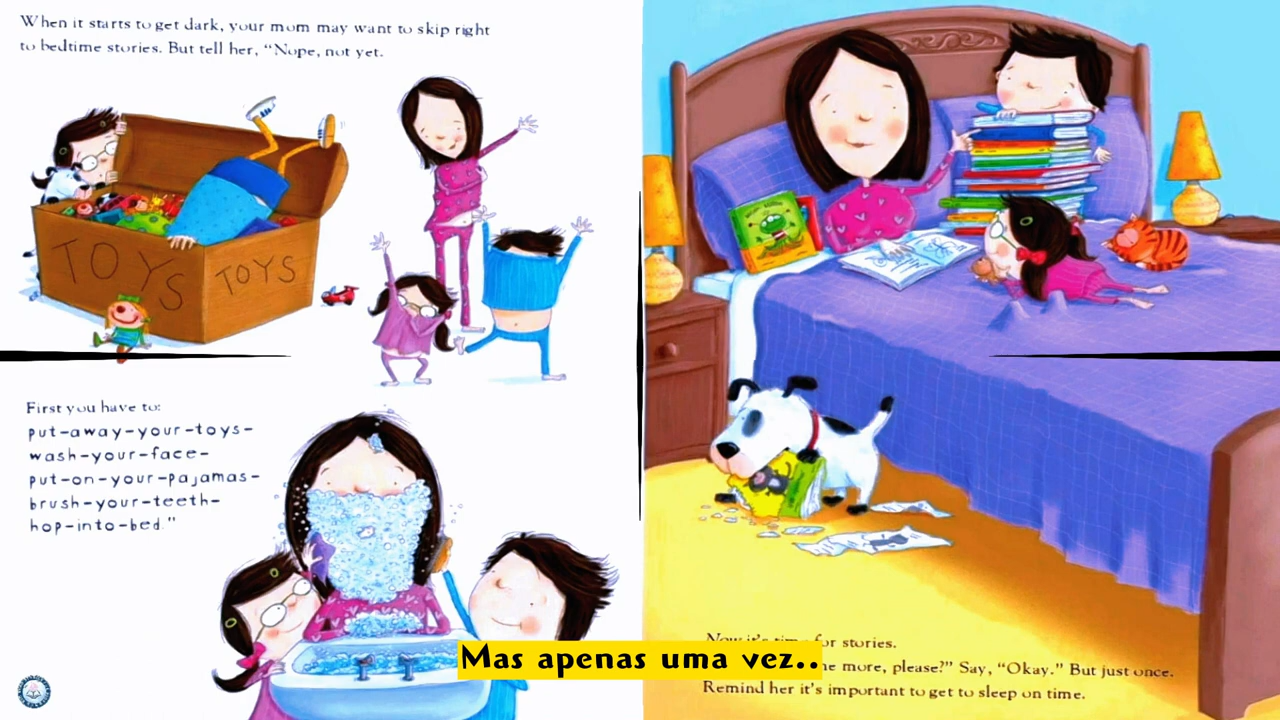 When it starts to get dark, your mom may want to skip right
to bedtime stories. But tell her, “Nope, not yet.
TOYS TOYS
First you have to:
put-away-your-toys-
wash-your-face-
put-on-your-pajamas-
brush-your-teeth-
hop-into-bed.”
Now it’s time for stories.
more, please?” Say, “Okay.” But just once.
Remind her it’s important to get to sleep on time.
Mas apenas uma vez..